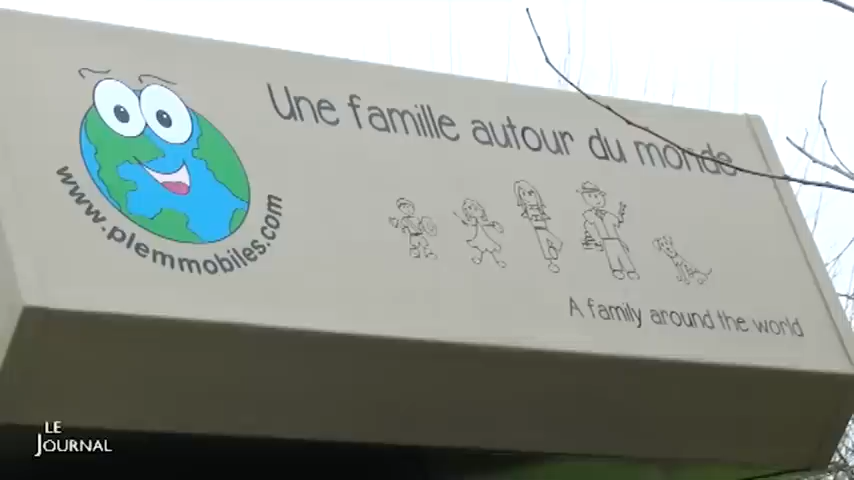 Une famille autour du monde
www.plemmobiles.com
A family around the world
LE
JOURNAL